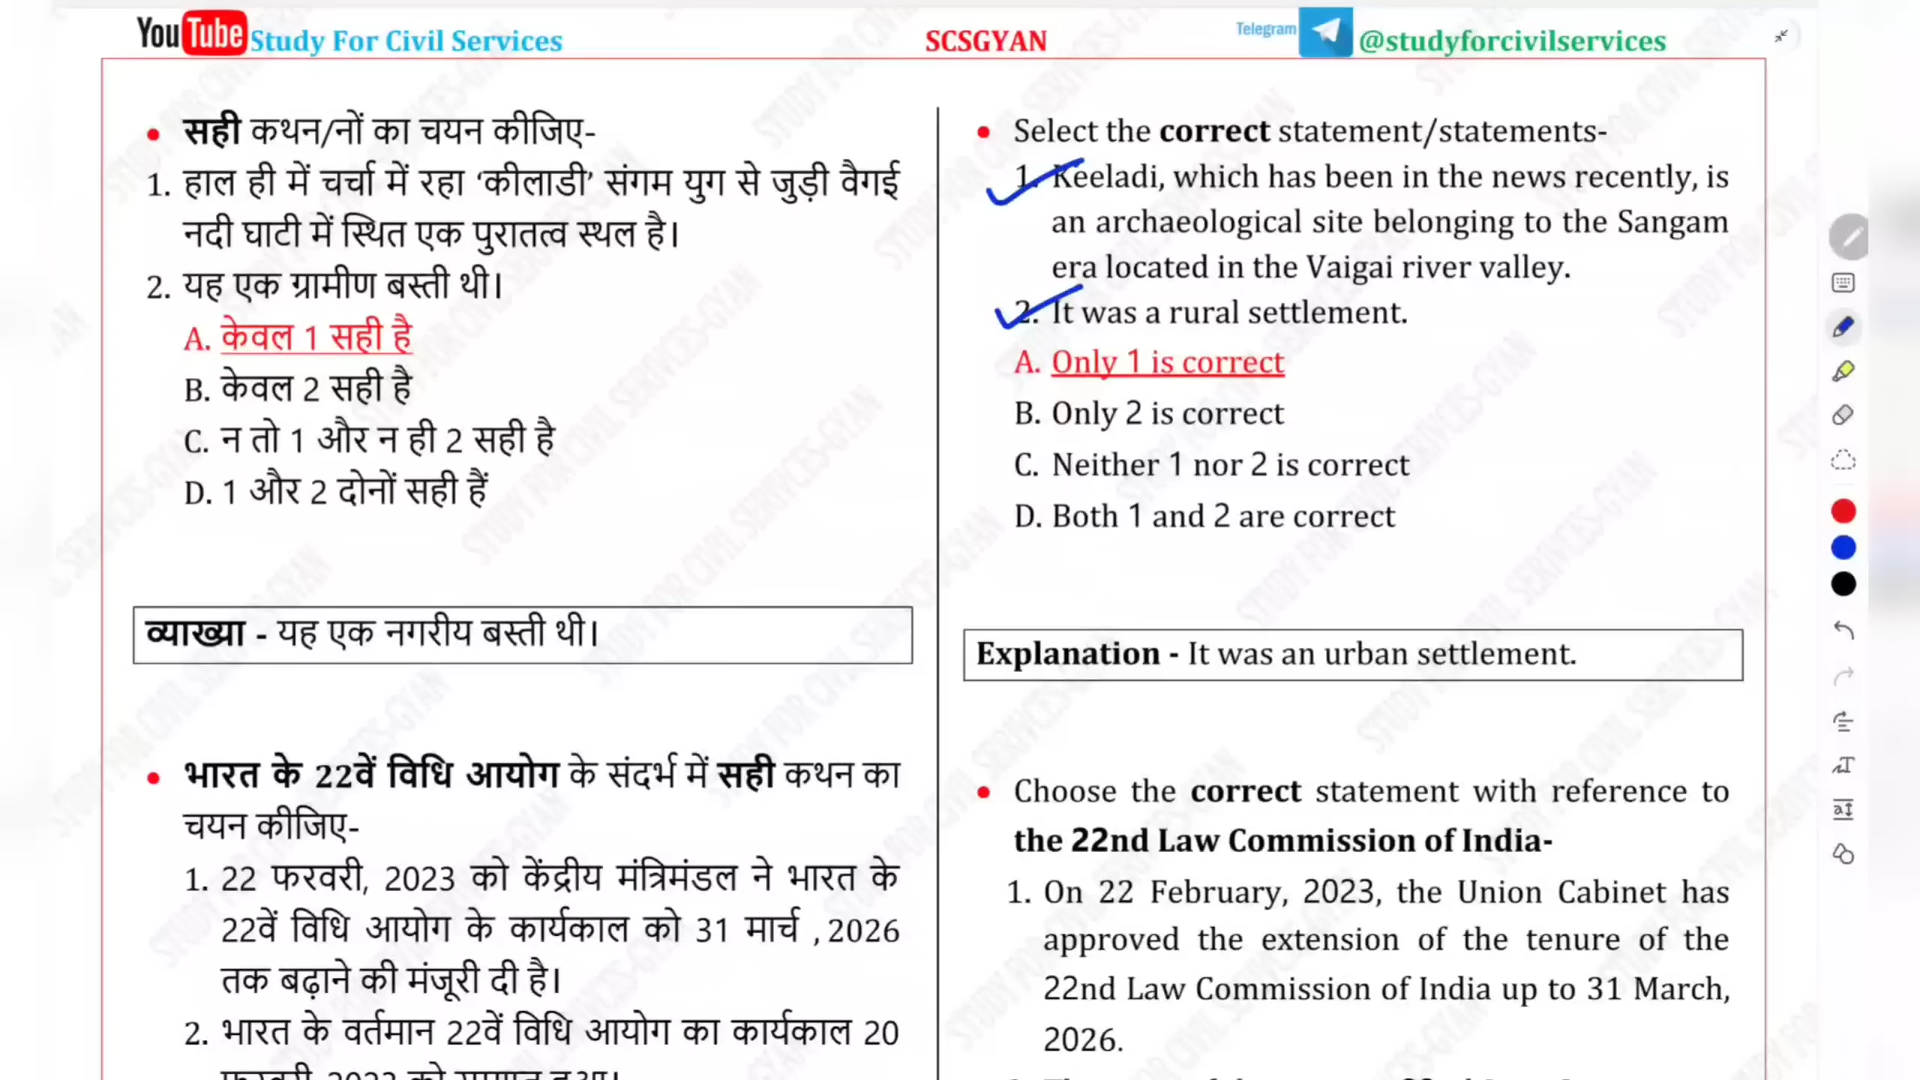 YouTube Study For Civil Services
SCSGYAN
Telegram @studyforcivilservices
• सही कथन/नों का चयन कीजिए-
1. हाल ही में चर्चा में रहा ‘कीलाडी’ संगम युग से जुड़ी वैगई
नदी घाटी में स्थित एक पुरातत्व स्थल है।
2. यह एक ग्रामीण बस्ती थी।
A. केवल 1 सही है
B. केवल 2 सही है
C. न तो 1 और न ही 2 सही है
D. 1 और 2 दोनों सही हैं
व्याख्या - यह एक नगरीय बस्ती थी।
• भारत के 22वें विधि आयोग के संदर्भ में सही कथन का
चयन कीजिए-
1. 22 फरवरी, 2023 को केंद्रीय मंत्रिमंडल ने भारत के
22वें विधि आयोग के कार्यकाल को 31 मार्च ,2026
तक बढ़ाने की मंजूरी दी है।
2. भारत के वर्तमान 22वें विधि आयोग का कार्यकाल 20
• Select the correct statement/statements-
1. Keeladi, which has been in the news recently, is
an archaeological site belonging to the Sangam
era located in the Vaigai river valley.
2. It was a rural settlement.
A. Only 1 is correct
B. Only 2 is correct
C. Neither 1 nor 2 is correct
D. Both 1 and 2 are correct
Explanation - It was an urban settlement.
• Choose the correct statement with reference to
the 22nd Law Commission of India-
1. On 22 February, 2023, the Union Cabinet has
approved the extension of the tenure of the
22nd Law Commission of India up to 31 March,
2026.